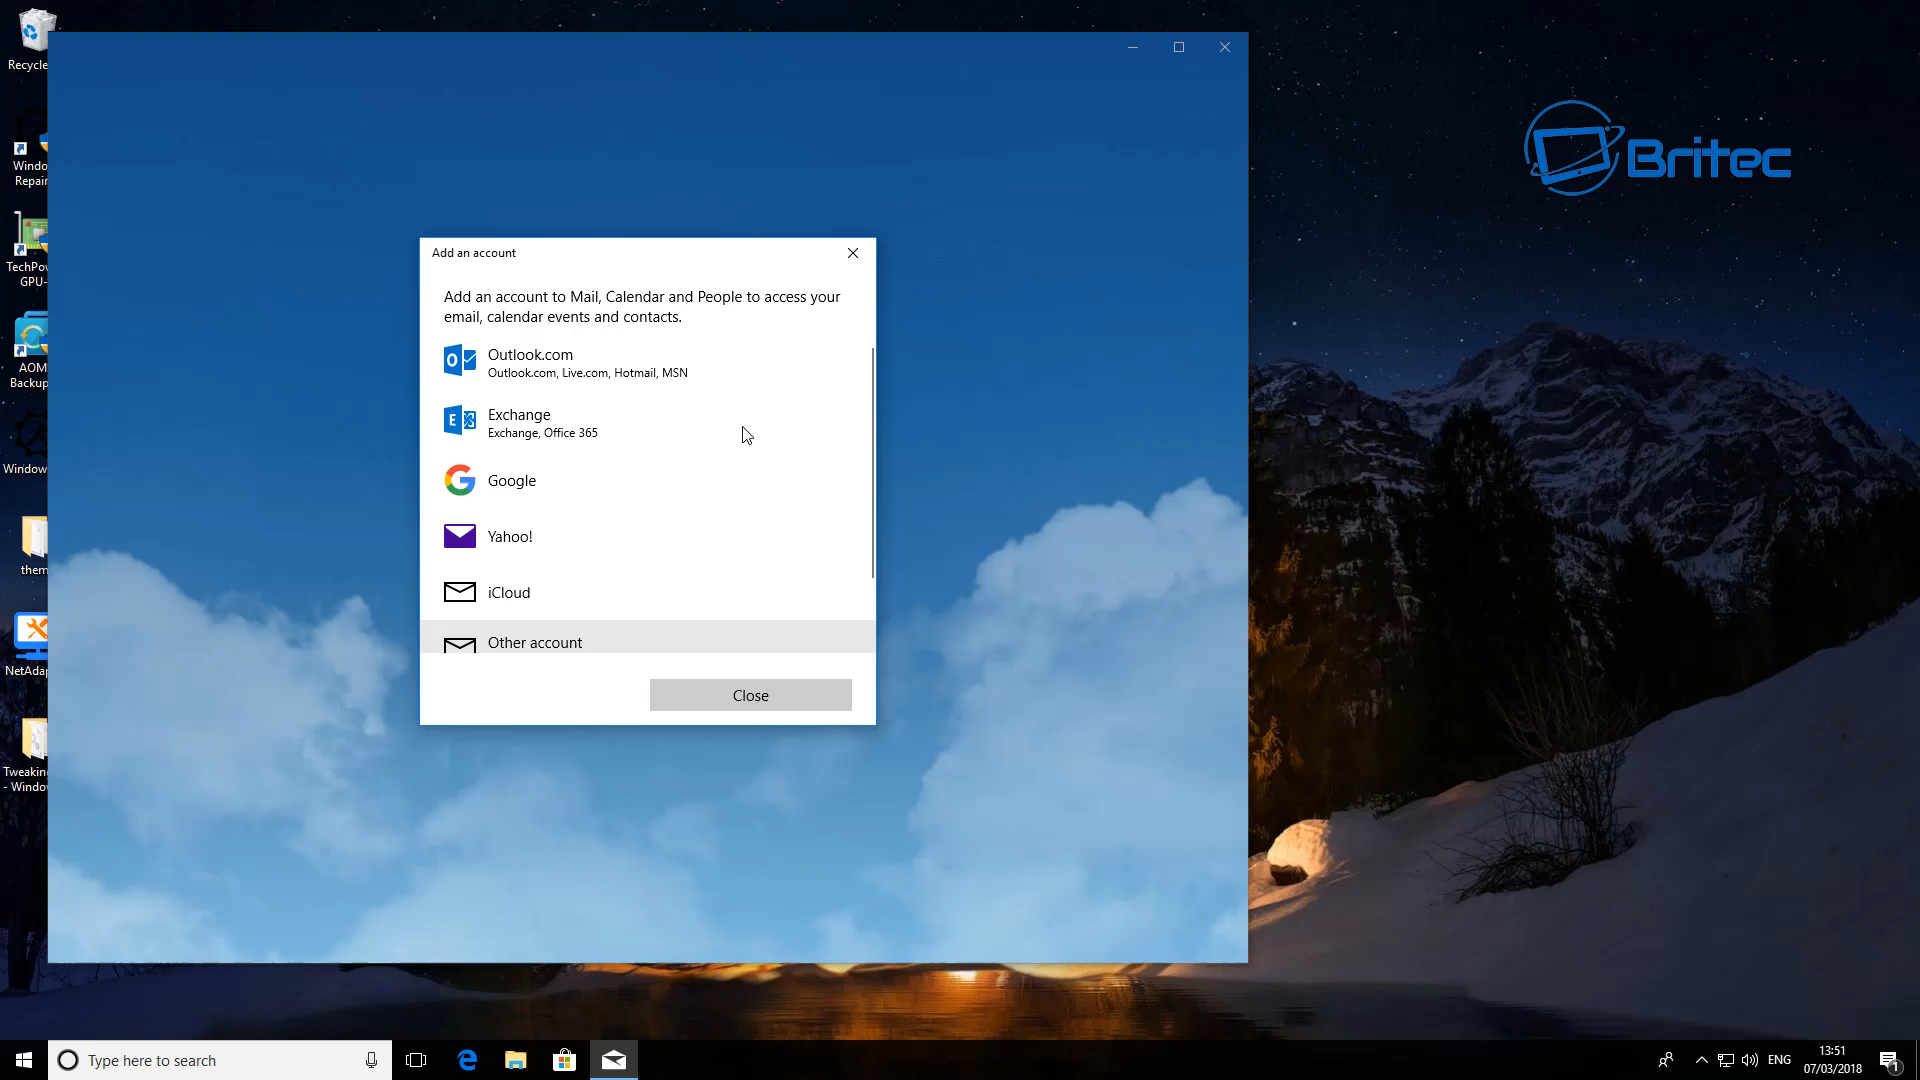 Recycle
Windo
Repair
TechPow
GPU-
AOM
Backup
Window
them
NetAdap
Tweakin
- Windo
Britec
Add an account
Add an account to Mail, Calendar and People to access your
email, calendar events and contacts.
Outlook.com
Outlook.com, Live.com, Hotmail, MSN
Exchange
Exchange, Office 365
Google
Yahoo!
iCloud
Other account
Close
Type here to search
ENG
13:51
07/03/2018
1